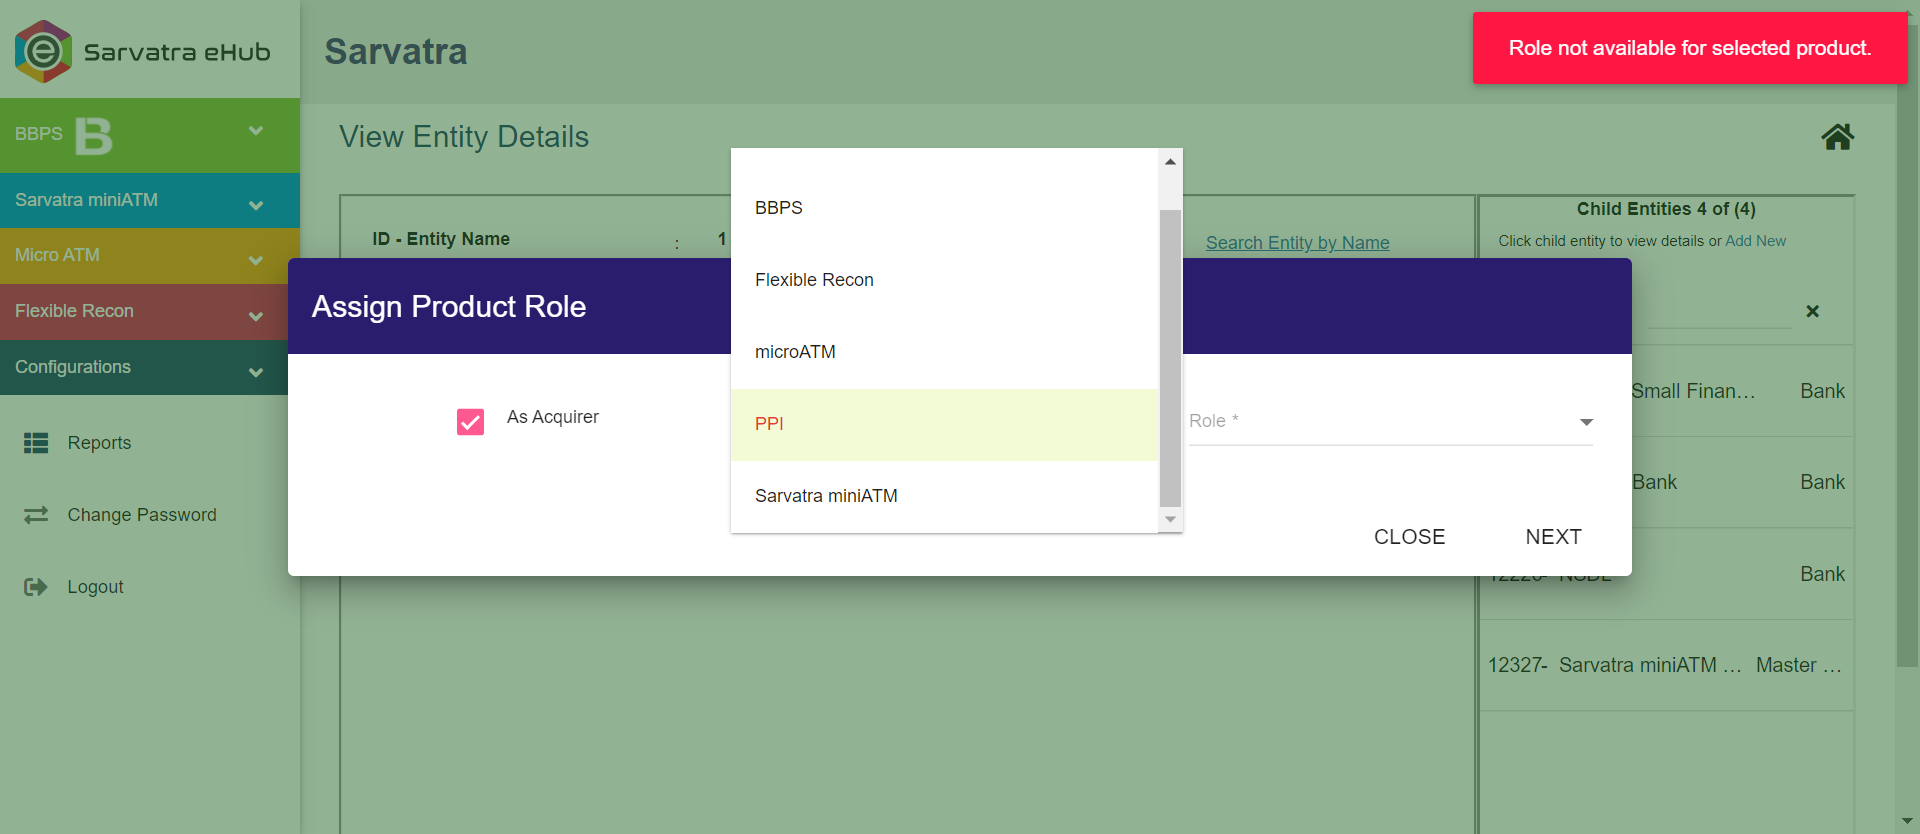 Sarvatra eHub
Sarvatra
Role not available for selected product.
BBPS B
View Entity Details
Sarvatra miniATM
Micro ATM
Flexible Recon
Configurations
Reports
Change Password
Logout
ID - Entity Name : 1
Search Entity by Name
Child Entities 4 of (4)
Click child entity to view details or Add New
Assign Product Role
As Acquirer
BBPS
Flexible Recon
microATM
PPI
Sarvatra miniATM
Role *
CLOSE
NEXT
Small Finan... Bank
Bank Bank
Bank
12327- Sarvatra miniATM ... Master ...